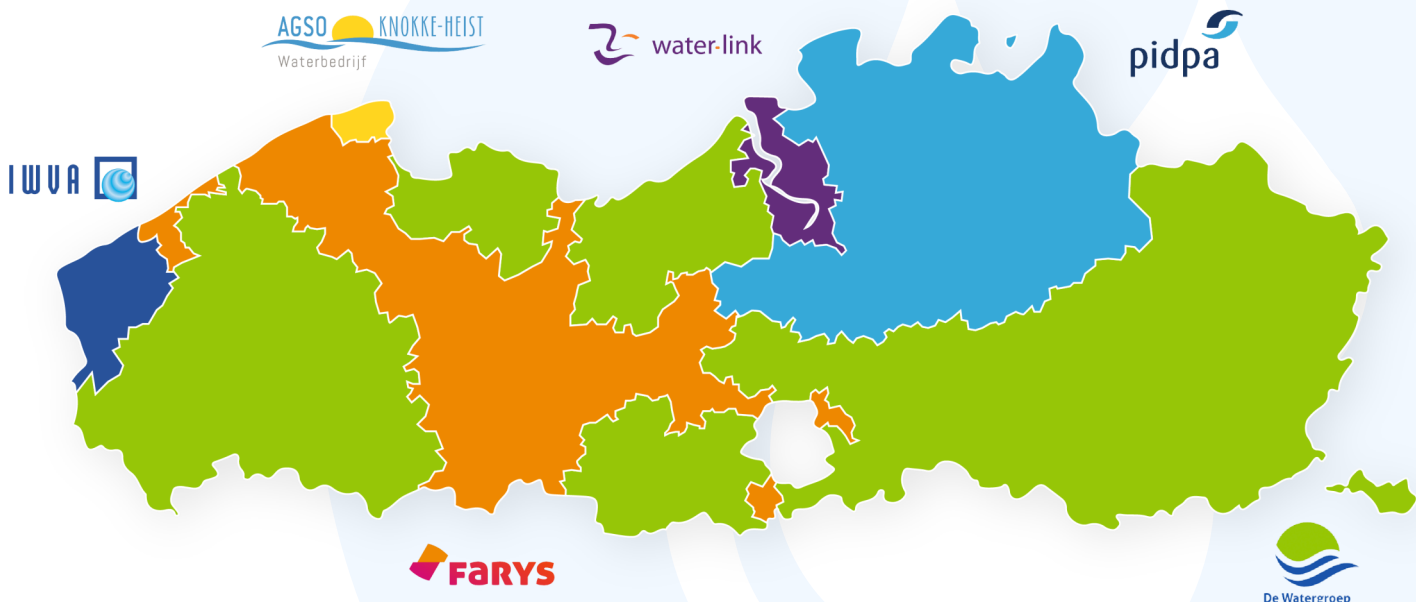 AGSO KNOKKE-HEIST
Waterbedrijf
water-link
pidpa
IWVA
FARYS
De Watergroep